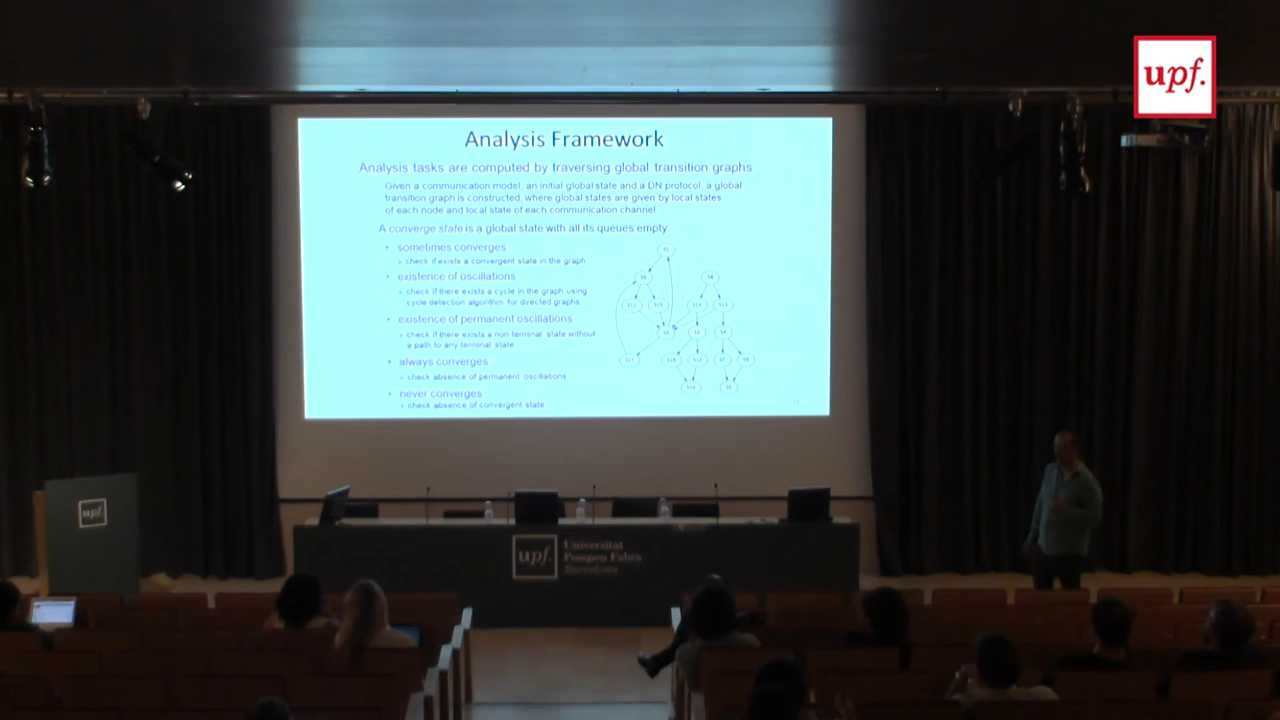 upf.
Analysis Framework
Analysis tasks are computed by traversing global transition graphs
Given a communication model, an initial global state and a DN protocol, a global
transition graph is constructed, where global states are given by local states
of each node and local state of each communication channel.
A converge state is a global state with all its queues empty
• sometimes converges
› check if exists a convergent state in the graph
• existence of oscillations
› check if there exists a cycle in the graph using
cycle detection algorithm for directed graphs.
• existence of permanent oscillations
› check if there exists a non terminal state without
a path to any terminal state
• always converges
› check absence of permanent oscillations
• never converges
› check absence of convergent state
upf.
upf.
Universitat
Pompeu Fabra
Barcelona